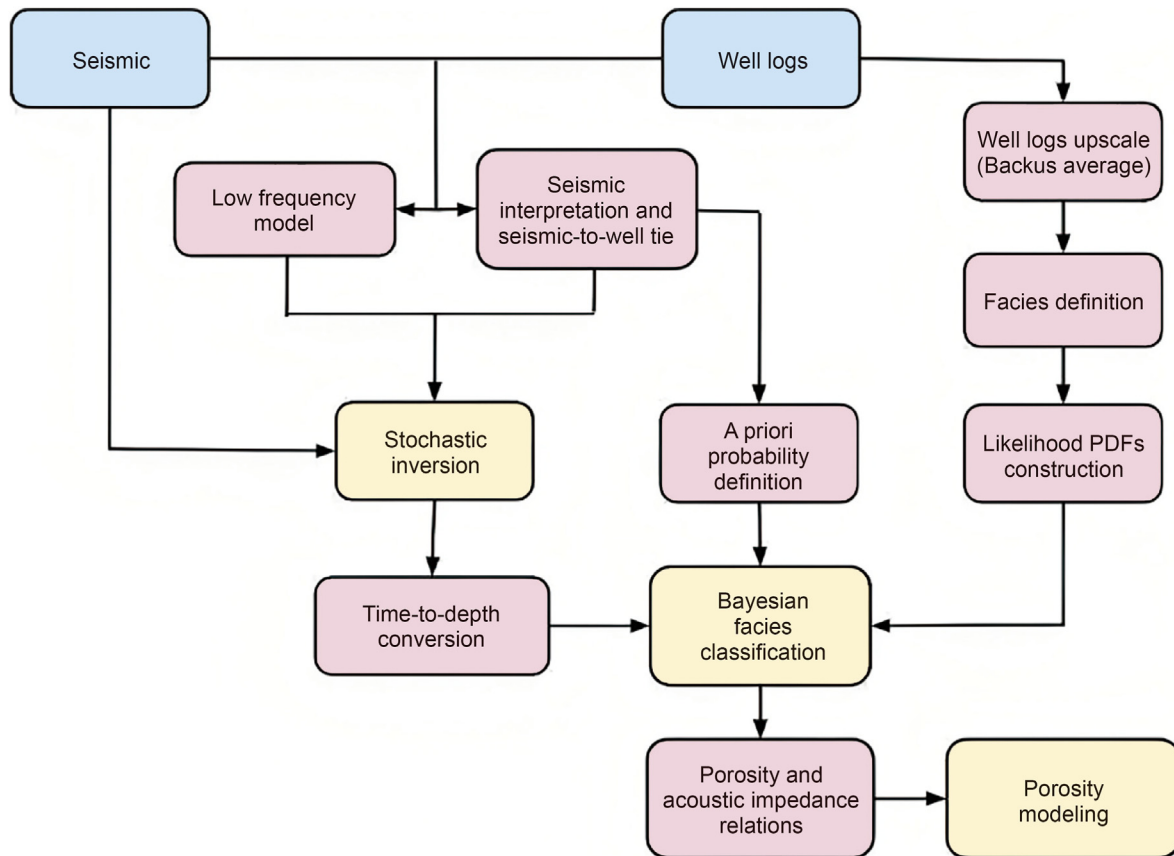 Seismic
Well logs
Well logs upscale
(Backus average)
Low frequency
model
Seismic
interpretation and
seismic-to-well tie
Facies definition
Stochastic
inversion
A priori
probability
definition
Likelihood PDFs
construction
Time-to-depth
conversion
Bayesian
facies
classification
Porosity and
acoustic impedance
relations
Porosity
modeling